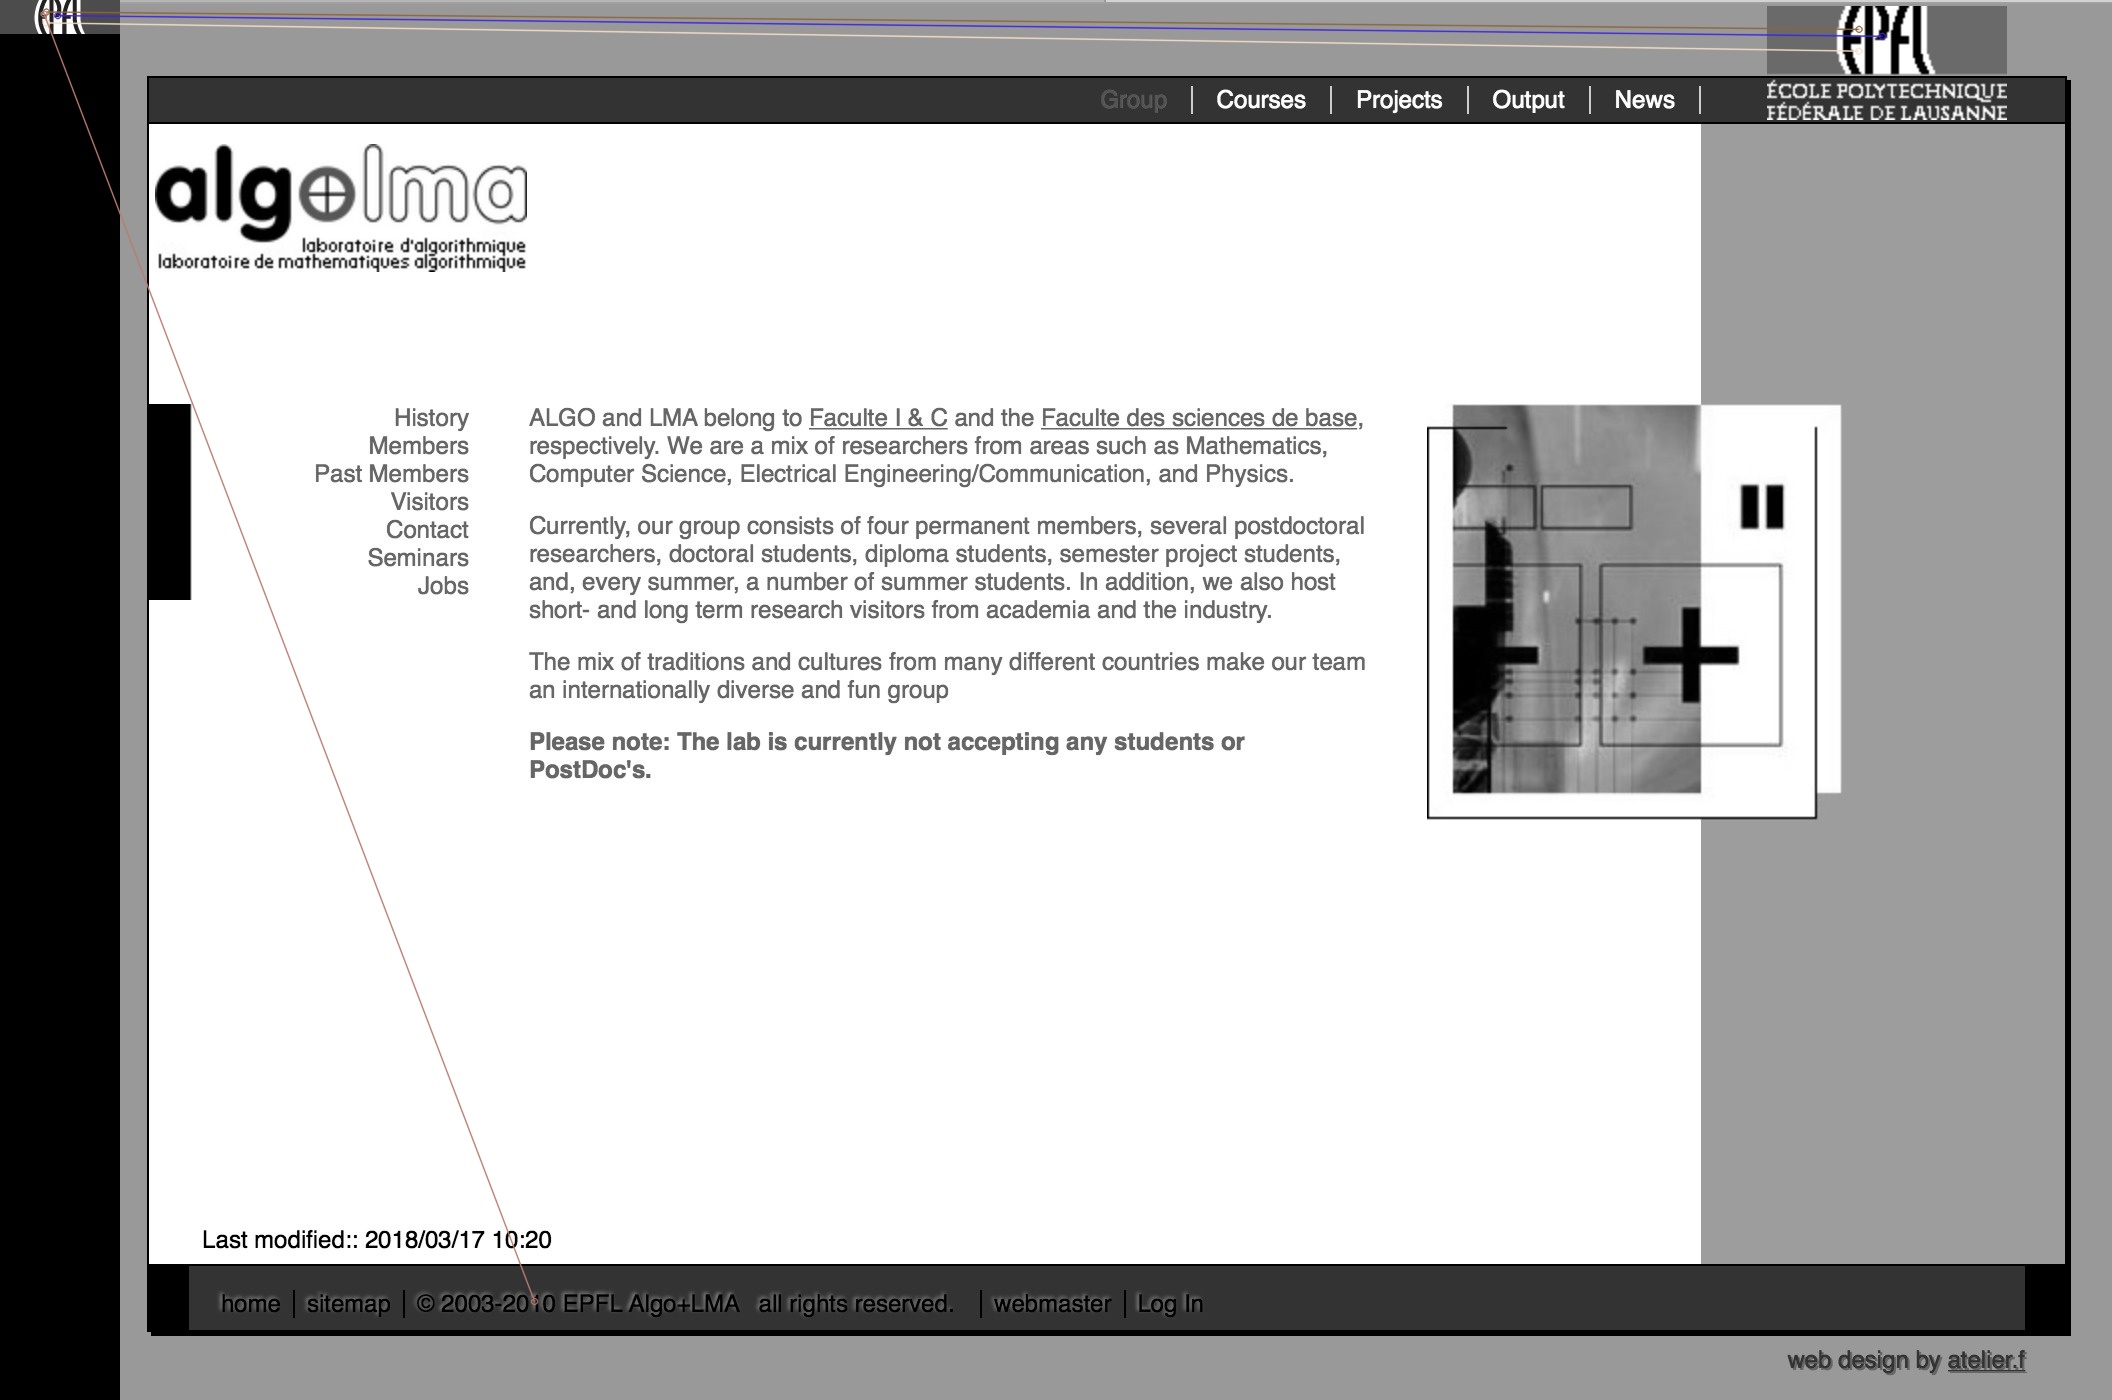 EPFL
EPFL
Group | Courses | Projects | Output | News |
ÉCOLE POLYTECHNIQUE
FÉDÉRALE DE LAUSANNE
algolma
laboratoire d'algorithmique
laboratoire de mathematiques algorithmique
History
Members
Past Members
Visitors
Contact
Seminars
Jobs
ALGO and LMA belong to Faculte I & C and the Faculte des sciences de base,
respectively. We are a mix of researchers from areas such as Mathematics,
Computer Science, Electrical Engineering/Communication, and Physics.
Currently, our group consists of four permanent members, several postdoctoral
researchers, doctoral students, diploma students, semester project students,
and, every summer, a number of summer students. In addition, we also host
short- and long term research visitors from academia and the industry.
The mix of traditions and cultures from many different countries make our team
an internationally diverse and fun group
Please note: The lab is currently not accepting any students or
PostDoc's.
Last modified:: 2018/03/17 10:20
home | sitemap | © 2003-2010 EPFL Algo+LMA all rights reserved. | webmaster | Log In
web design by atelier.f